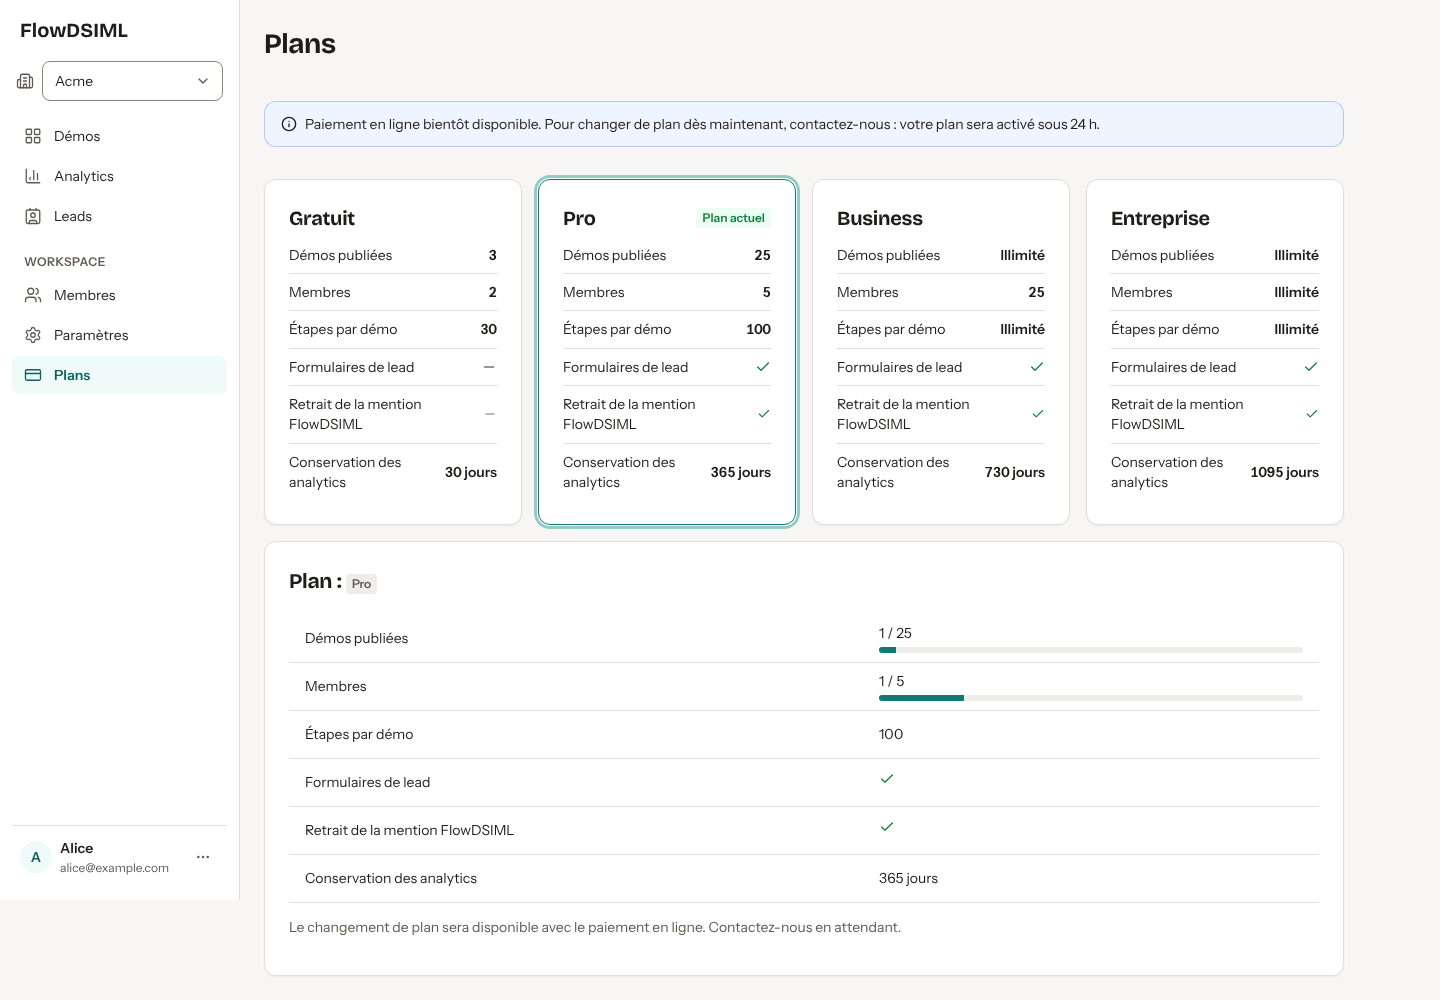 FlowDSIML
Acme
Démos
Analytics
Leads
WORKSPACE
Membres
Paramètres
Plans
A
Alice
alice@example.com
Plans
Paiement en ligne bientôt disponible. Pour changer de plan dès maintenant, contactez-nous : votre plan sera activé sous 24 h.
Gratuit
Démos publiées 3
Membres 2
Étapes par démo 30
Formulaires de lead —
Retrait de la mention
FlowDSIML —
Conservation des
analytics 30 jours
Pro Plan actuel
Démos publiées 25
Membres 5
Étapes par démo 100
Formulaires de lead
Retrait de la mention
FlowDSIML
Conservation des
analytics 365 jours
Business
Démos publiées Illimité
Membres 25
Étapes par démo Illimité
Formulaires de lead
Retrait de la mention
FlowDSIML
Conservation des
analytics 730 jours
Entreprise
Démos publiées Illimité
Membres Illimité
Étapes par démo Illimité
Formulaires de lead
Retrait de la mention
FlowDSIML
Conservation des
analytics 1095 jours
Plan : Pro
Démos publiées 1 / 25
Membres 1 / 5
Étapes par démo 100
Formulaires de lead
Retrait de la mention FlowDSIML
Conservation des analytics 365 jours
Le changement de plan sera disponible avec le paiement en ligne. Contactez-nous en attendant.